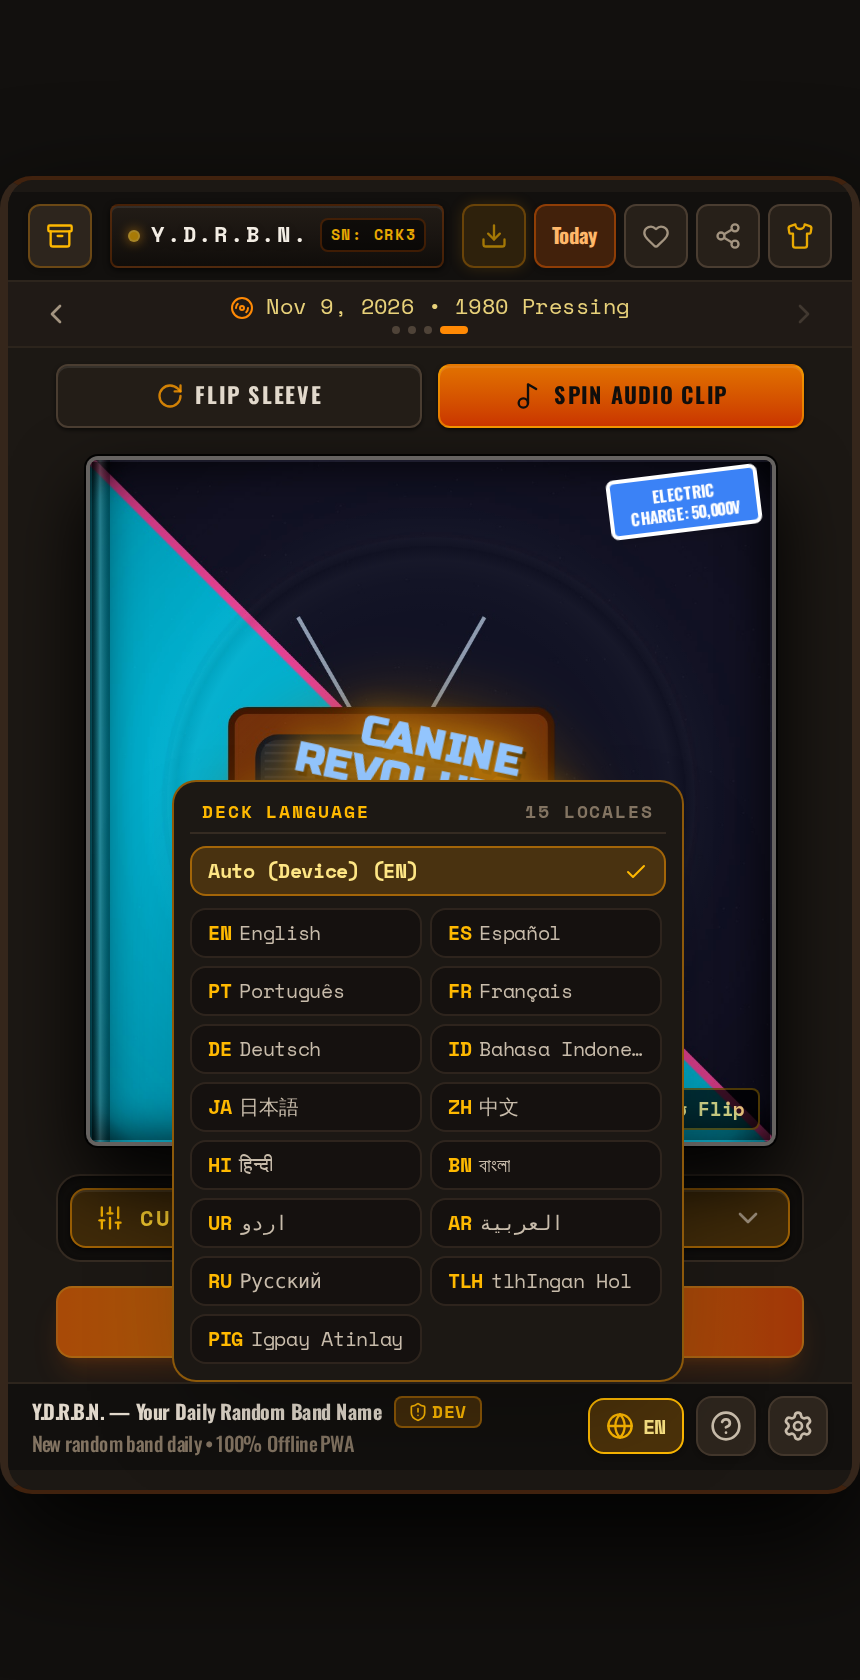 Y.D.R.B.N. SN: CRK3 Today
Nov 9, 2026 • 1980 Pressing
FLIP SLEEVE SPIN AUDIO CLIP
ELECTRIC
CHARGE: 50,000V
CANINE
DECK LANGUAGE 15 LOCALES
Auto (Device) (EN)
EN English ES Español
PT Português FR Français
DE Deutsch ID Bahasa Indone…
JA 日本語 ZH 中文
Flip
HI हिन्दी BN বাংলা
CU
UR اردو AR العربية
RU Русский TLH tlhIngan Hol
PIG Igpay Atinlay
Y.D.R.B.N. — Your Daily Random Band Name DEV
New random band daily • 100% Offline PWA
EN